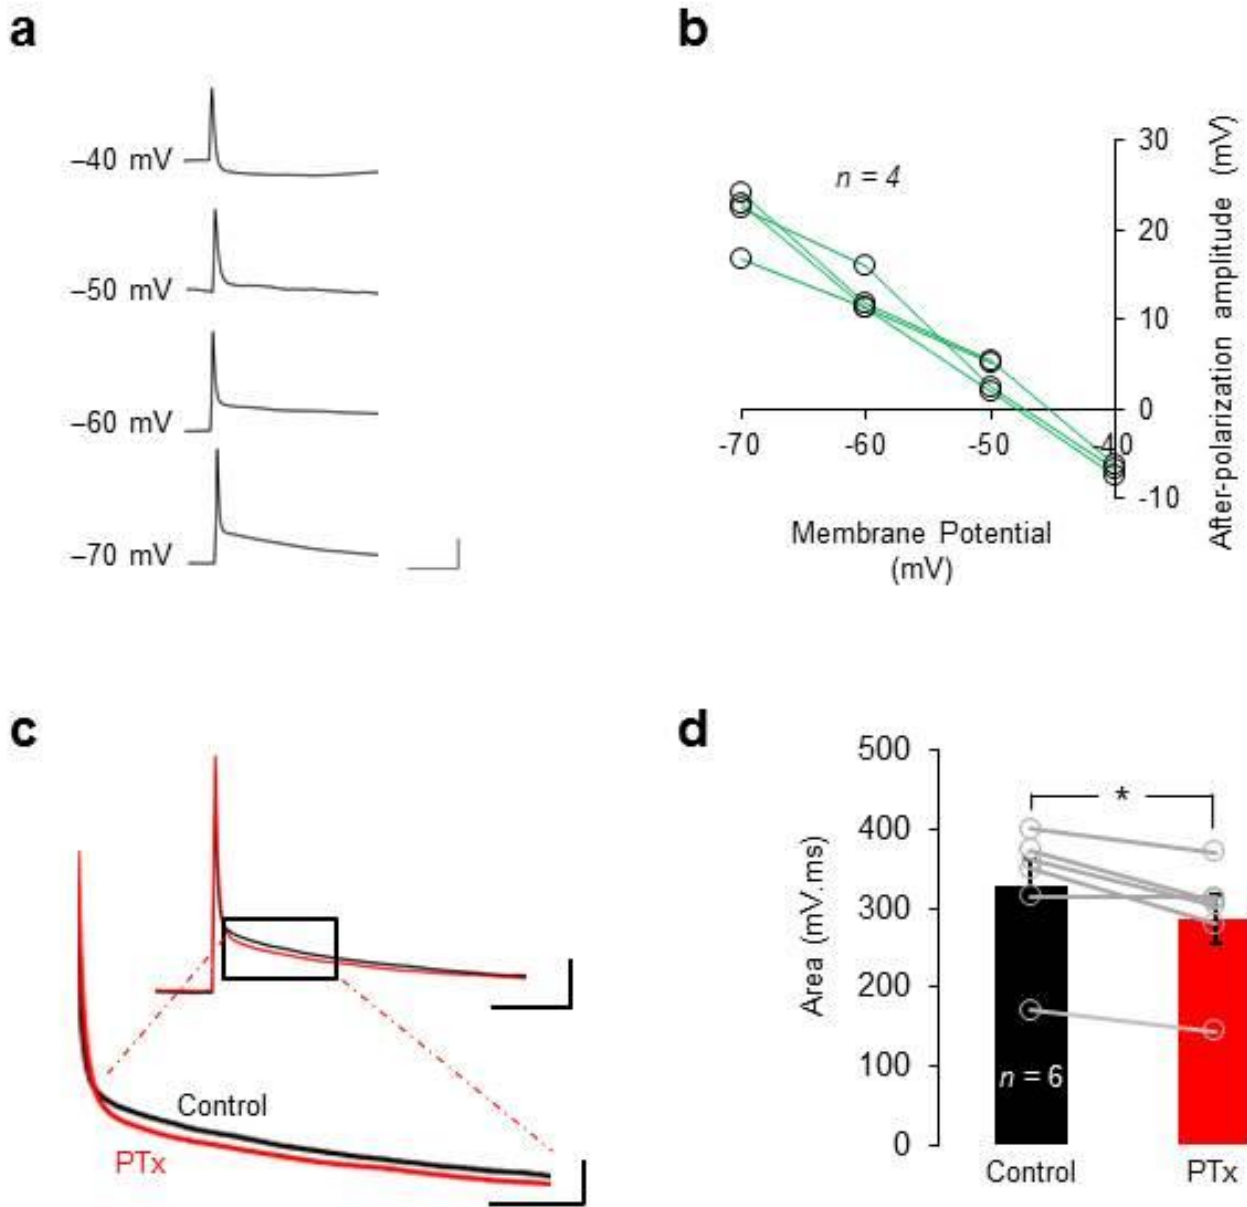 a
–40 mV
–50 mV
–60 mV
–70 mV
b
n = 4
30
20
10
0
-10
-70
-60
-50
-40
Membrane Potential
(mV)
After-polarization amplitude (mV)
c
Control
PTx
d
500
400
300
200
100
0
Area (mV.ms)
*
n = 6
Control
PTx